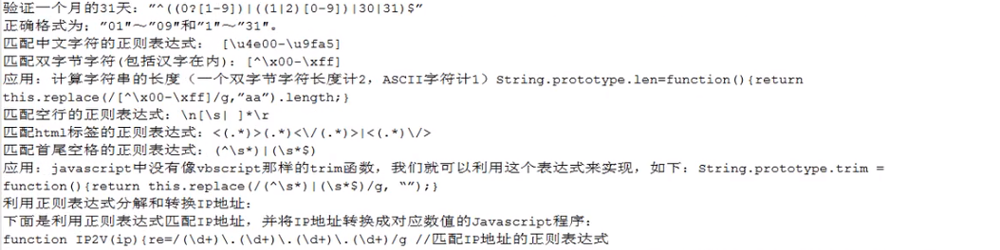 验证一个月的31天：”^((0?[1-9])|((1|2)[0-9])|30|31)$”
正确格式为：”01”～”09”和”1”～”31”。
匹配中文字符的正则表达式： [\u4e00-\u9fa5]
匹配双字节字符(包括汉字在内)：[^\x00-\xff]
应用：计算字符串的长度（一个双字节字符长度计2，ASCII字符计1）String.prototype.len=function(){return
this.replace(/[^\x00-\xff]/g,”aa”).length;}
匹配空行的正则表达式：\n[\s| ]*\r
匹配html标签的正则表达式：<(.*)>(.*)<\/(.*)>|<(.*)\/>
匹配首尾空格的正则表达式：(^\s*)|(\s*$)
应用：javascript中没有像vbscript那样的trim函数，我们就可以利用这个表达式来实现，如下：String.prototype.trim =
function(){return this.replace(/(^\s*)|(\s*$)/g, “”);}
利用正则表达式分解和转换IP地址：
下面是利用正则表达式匹配IP地址，并将IP地址转换成对应数值的Javascript程序：
function IP2V(ip){re=/(\d+)\.(\d+)\.(\d+)\.(\d+)/g //匹配IP地址的正则表达式